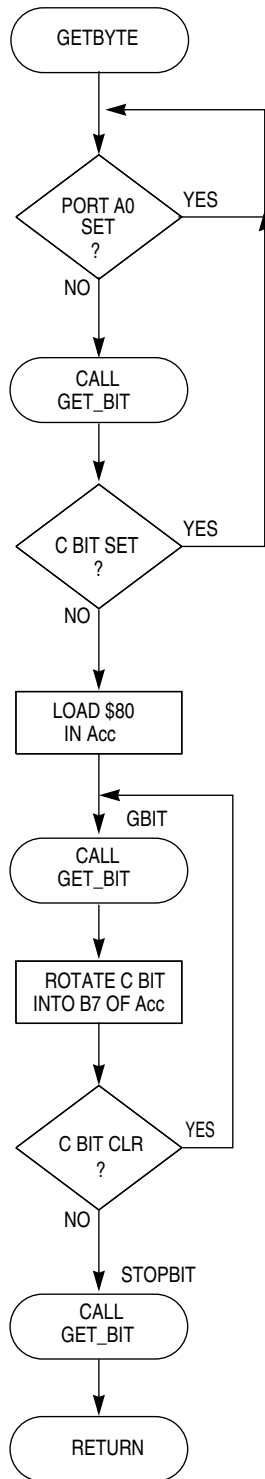 GETBYTE
PORT A0
SET
?
YES
NO
CALL
GET_BIT
C BIT SET
?
YES
NO
LOAD $80
IN Acc
GBIT
CALL
GET_BIT
ROTATE C BIT
INTO B7 OF Acc
C BIT CLR
?
YES
NO
STOPBIT
CALL
GET_BIT
RETURN